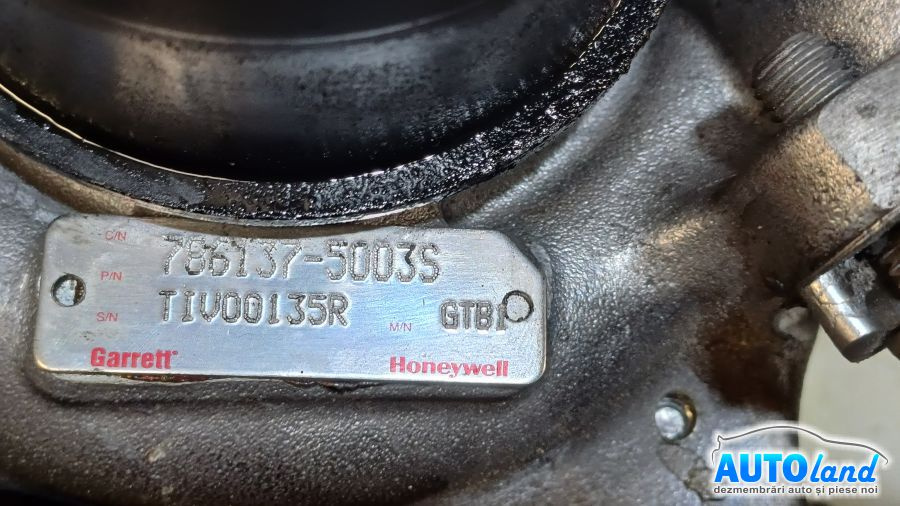 C/N
786137-5003S
P/N
TIV00135R
S/N
M/N GTB1
Garrett Honeywell
AUTOland
dezmembrări auto și piese noi